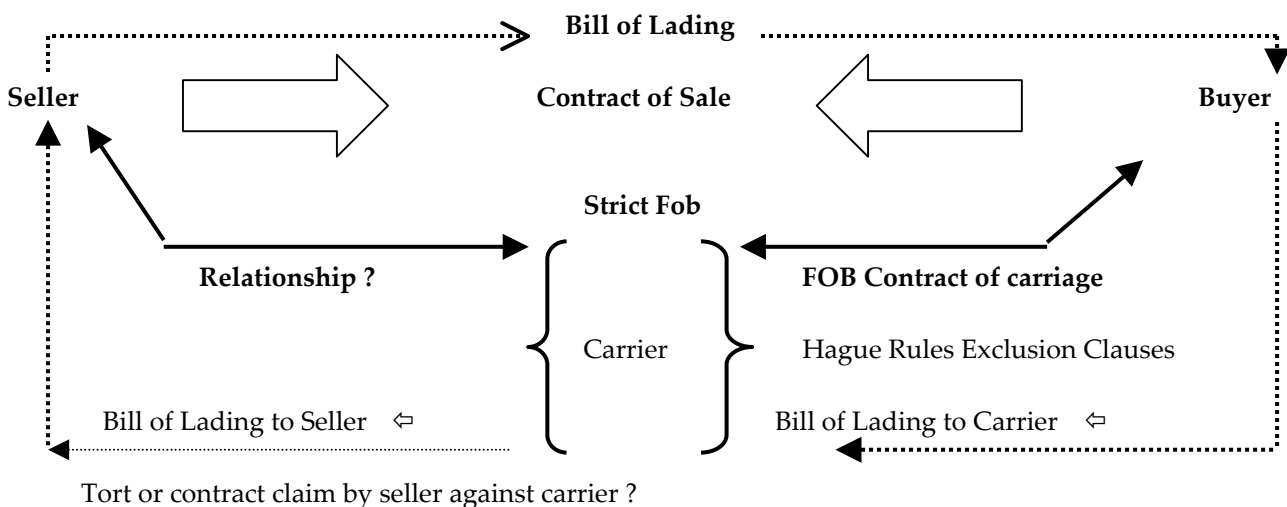 Bill of Lading
Seller
Contract of Sale
Buyer
Strict Fob
Relationship ?
FOB Contract of carriage
Carrier
Hague Rules Exclusion Clauses
Bill of Lading to Seller ⇦
Bill of Lading to Carrier ⇦
Tort or contract claim by seller against carrier ?